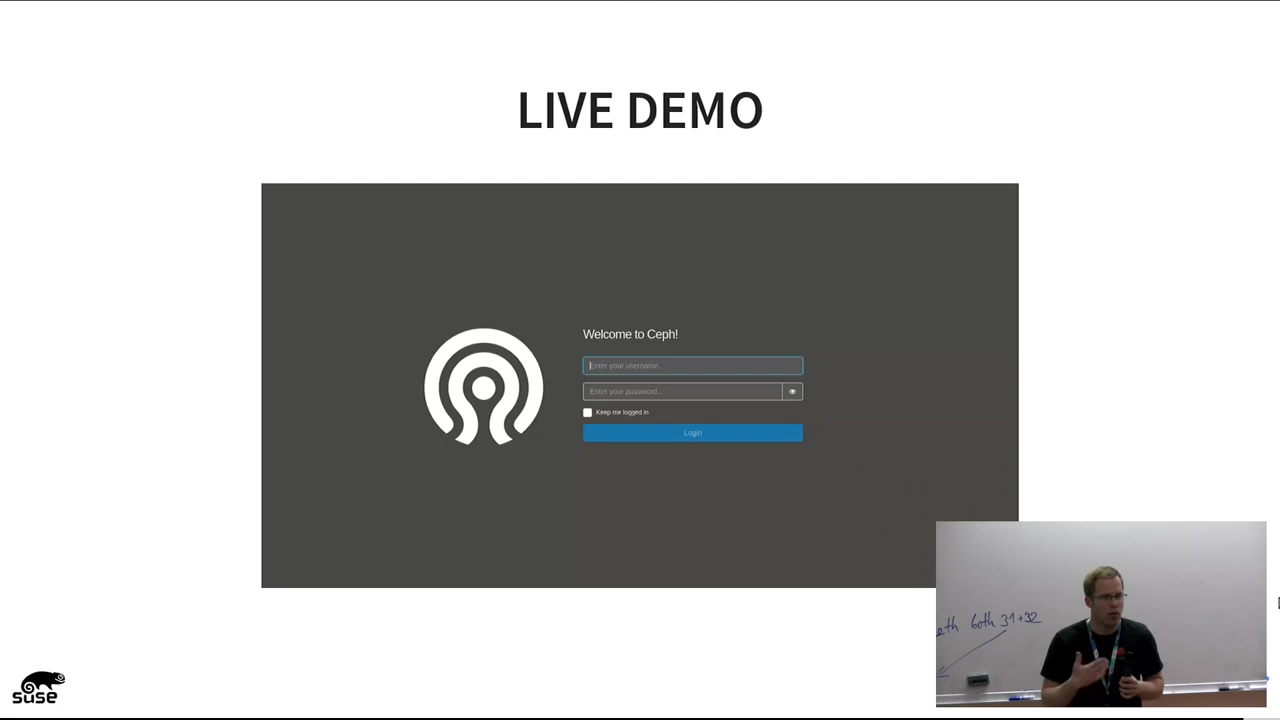 LIVE DEMO
Welcome to Ceph!
Enter your username...
Enter your password...
Keep me logged in
Login
both 31+32
suse